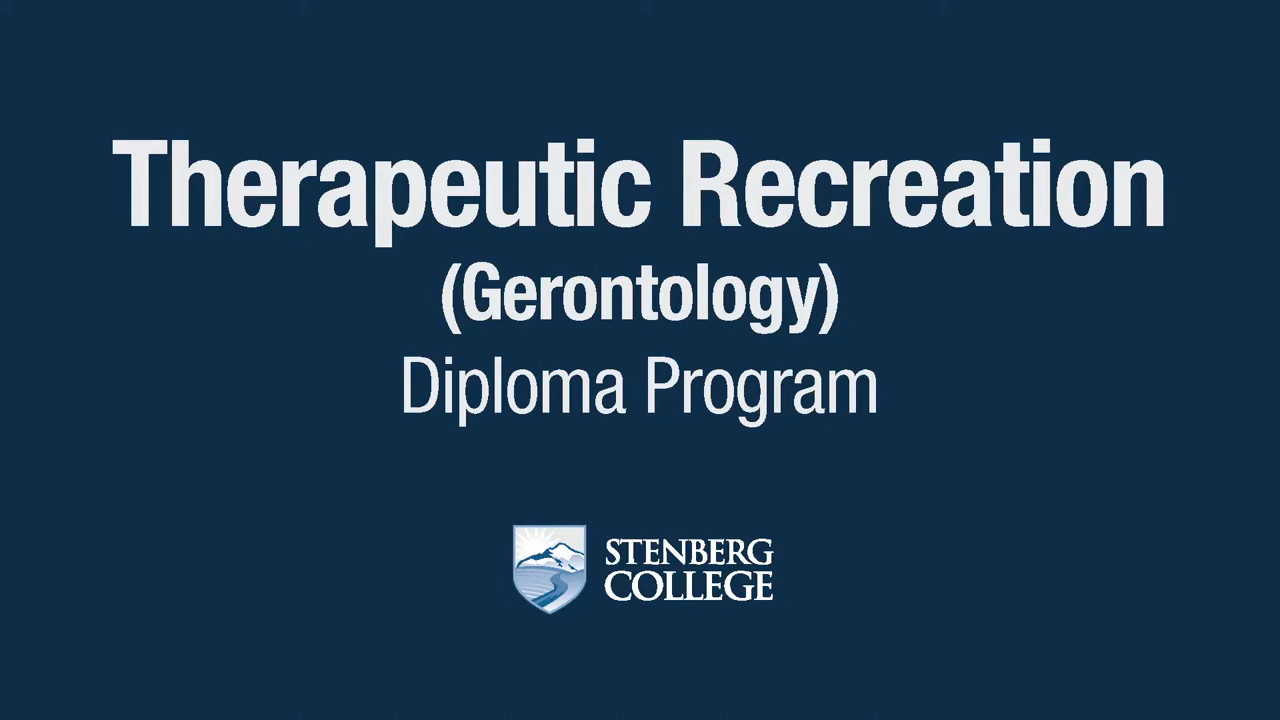 Therapeutic Recreation
(Gerontology)
Diploma Program
STENBERG
COLLEGE